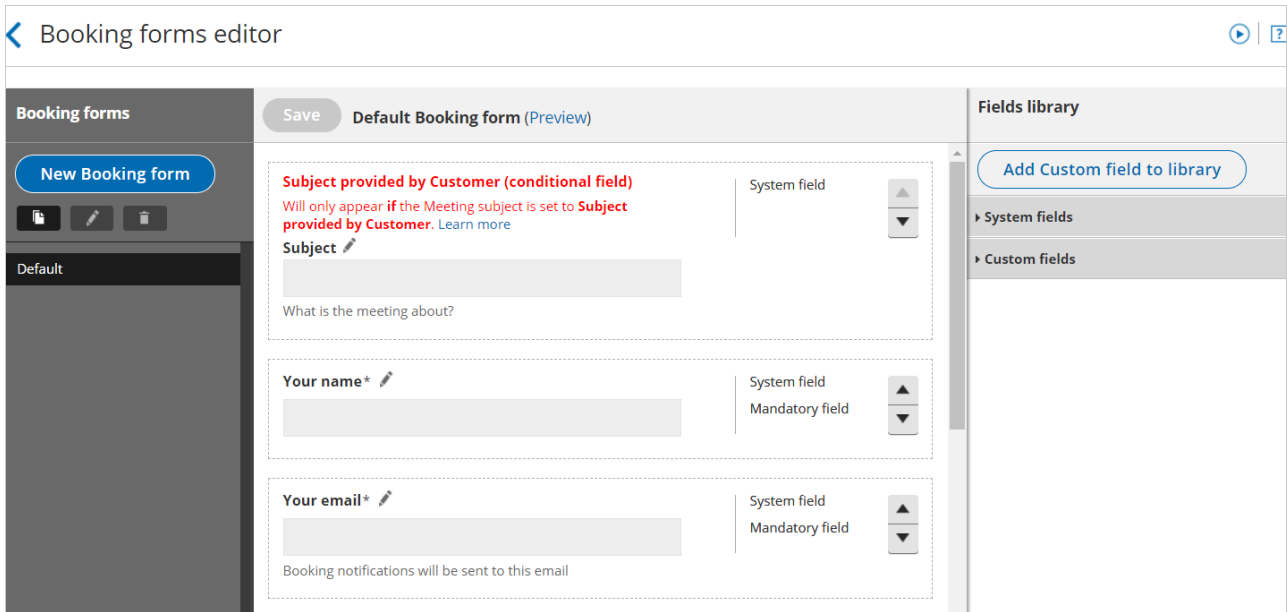 Booking forms editor
?
Booking forms
Save
Default Booking form (Preview)
Fields library
New Booking form
Add Custom field to library
Default
Subject provided by Customer (conditional field)
Will only appear if the Meeting subject is set to Subject
provided by Customer. Learn more
Subject
What is the meeting about?
System field
System fields
Custom fields
Your name*
System field
Mandatory field
Your email*
Booking notifications will be sent to this email
System field
Mandatory field